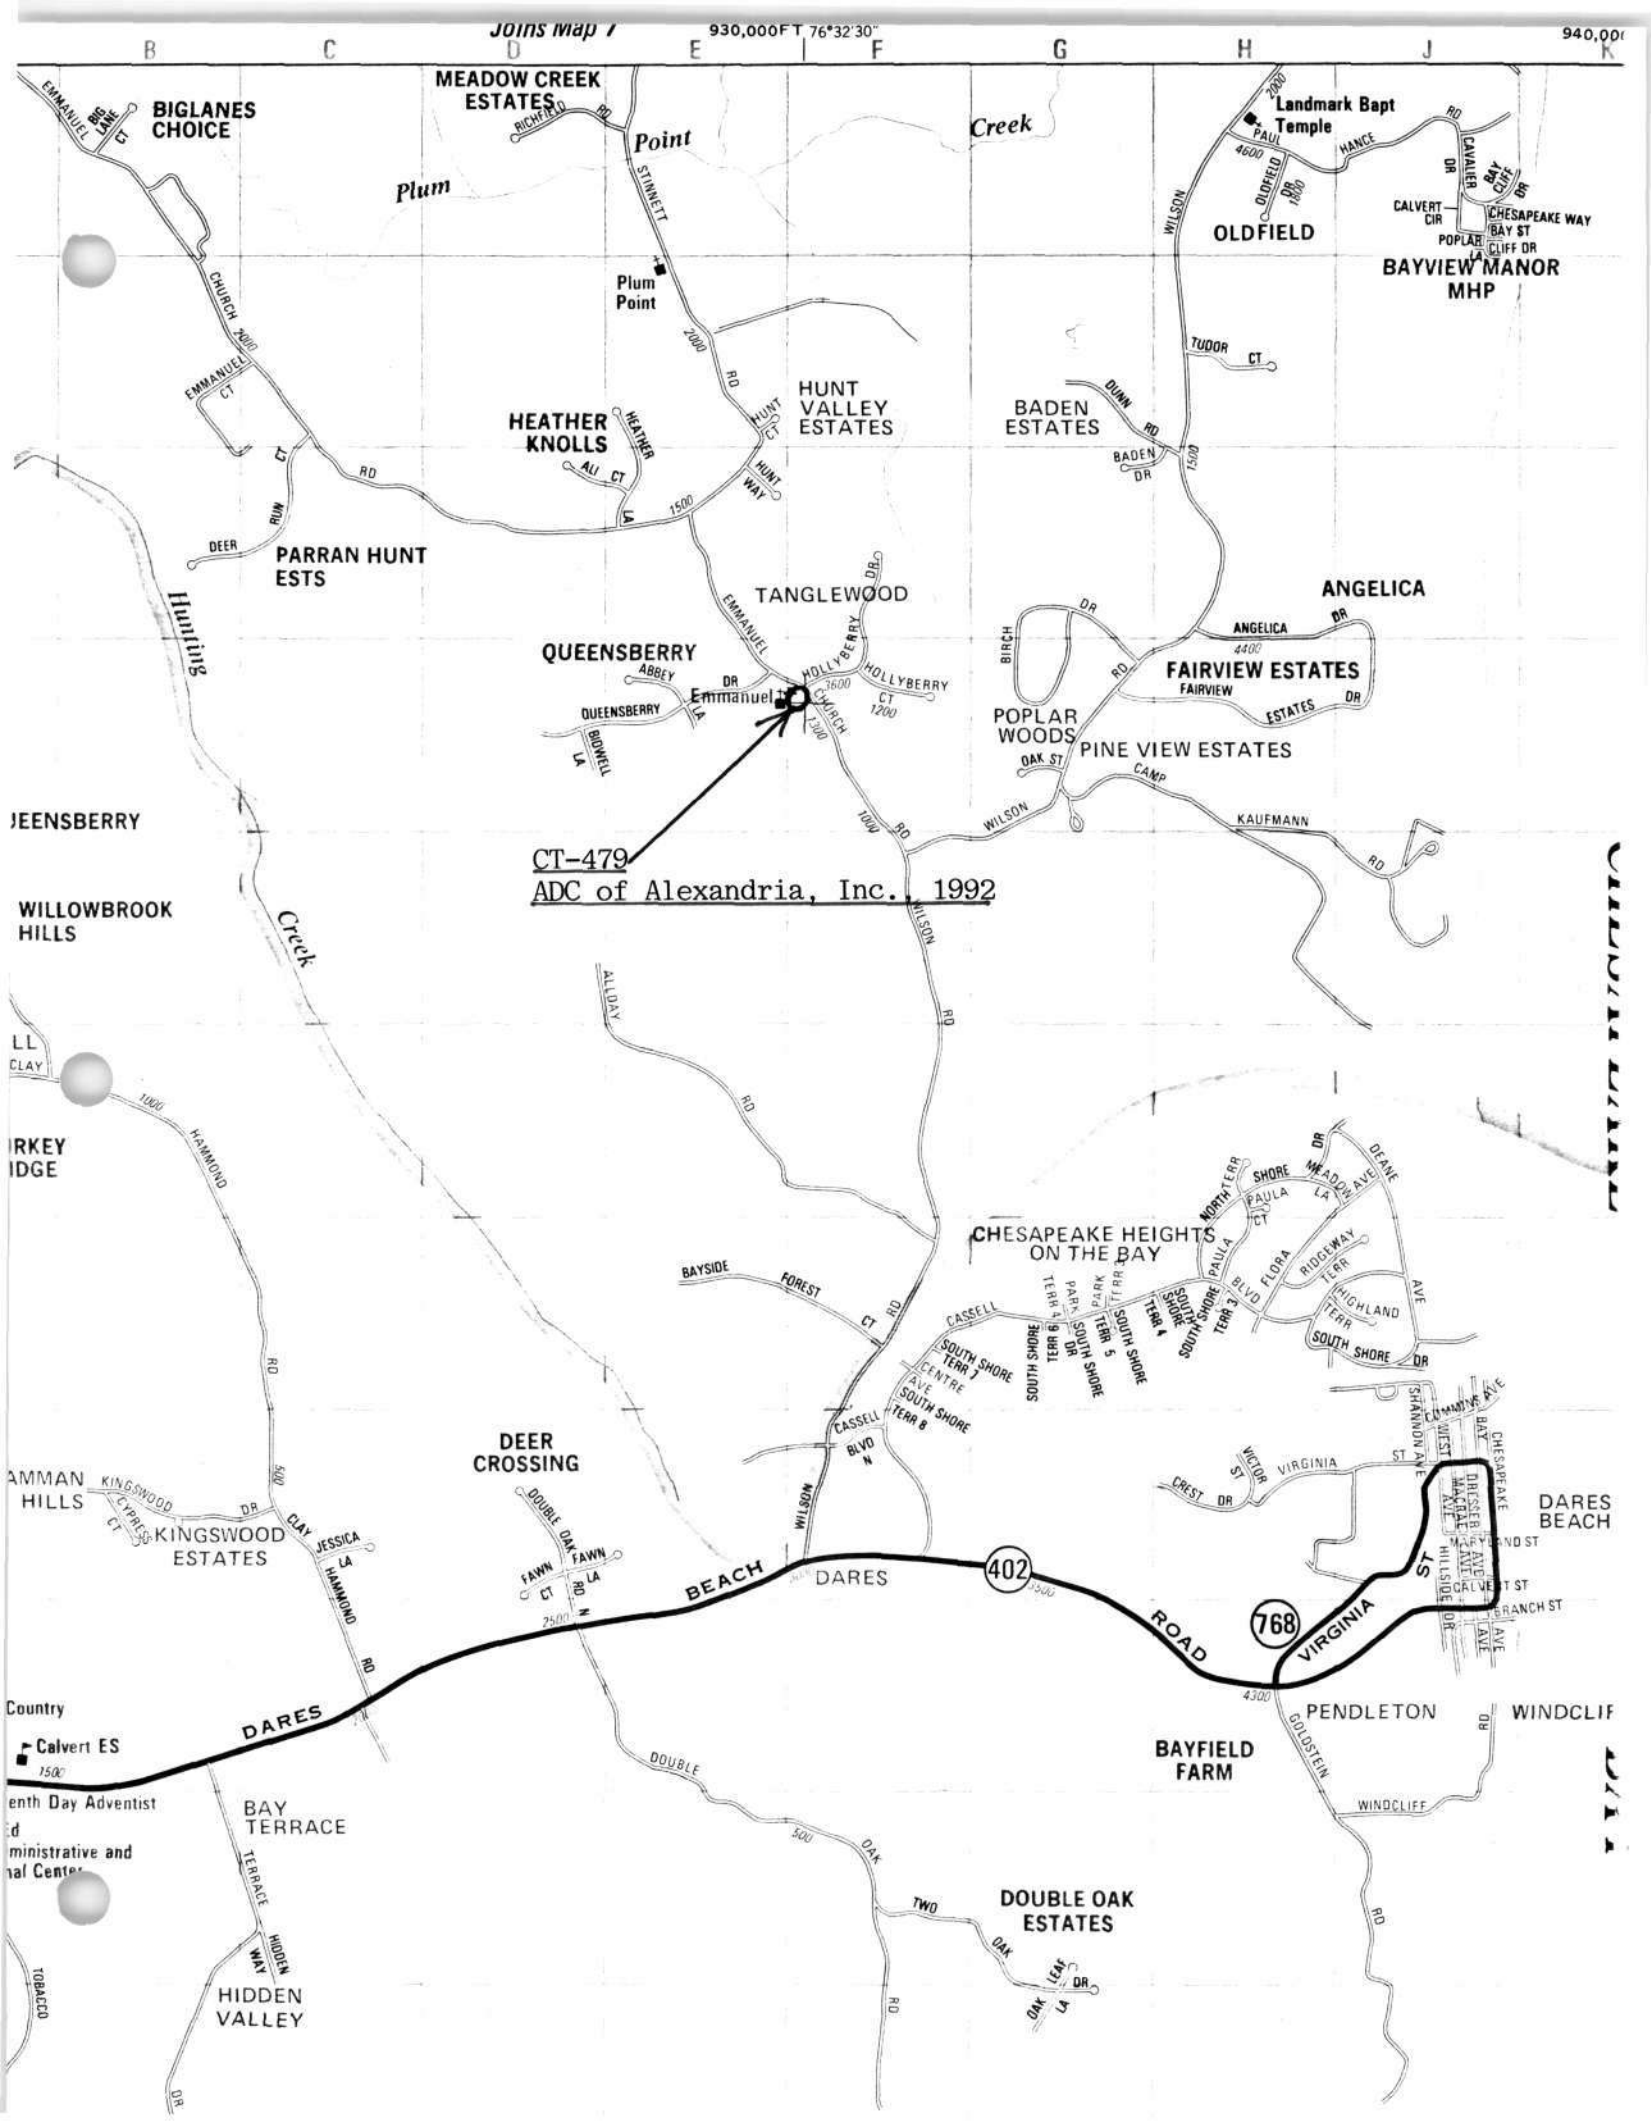 Joins Map 7
930,000FT 76°32'30"
B C D E F G H J K
MEADOW CREEK
ESTATES
RICHFIELD RD
EMMANUEL
BIG
LANE
CT
BIGLANES
CHOICE
Plum
Point
Creek
STINNETT
2000
Landmark Bapt
Temple
PAUL
4600
HANCE
RD
OLDFIELD
DR
1800
OLDFIELD
WILSON
CAVALIER
DR
BAY
CLIFF
DR
CALVERT
CIR
CHESAPEAKE WAY
BAY ST
POPLAR
LA
CLIFF DR
BAYVIEW MANOR
MHP
Plum
Point
CHURCH
2000
2000
RD
EMMANUEL
CT
TUDOR CT
HUNT
VALLEY
ESTATES
HUNT
CT
HUNT
WAY
BADEN
ESTATES
DUNN
RD
BADEN
DR
1500
HEATHER
KNOLLS
HEATHER
LA
ALI CT
1500
RD
DEER
RUN
CT
PARRAN HUNT
ESTS
Hunting
TANGLEWOOD
DR
HOLLYBERRY
3600
HOLLYBERRY
CT
1200
EMMANUEL
QUEENSBERRY
ABBEY
LA
QUEENSBERRY
DR
BIDWELL
LA
Emmanuel
CHURCH
1300
BIRCH
DR
RD
ANGELICA
ANGELICA
DR
4400
FAIRVIEW ESTATES
FAIRVIEW
ESTATES
DR
POPLAR
WOODS
PINE VIEW ESTATES
OAK ST
CAMP
KAUFMANN
RD
WILSON
1000
RD
JEENSBERRY
CT-479
ADC of Alexandria, Inc., 1992
WILLOWBROOK
HILLS
Creek
WILSON
RD
ALLDAY
RD
LL
CLAY
1000
HAMMOND
RKEY
IDGE
CHESAPEAKE HEIGHTS
ON THE BAY
NORTH
SHORE
DR
TERR
PAULA
CT
MEADOW
LA
AVE
DEANE
AVE
PAULA
FLORA
RIDGEWAY
TERR
HIGHLAND
TERR
BLVD
SOUTH SHORE DR
BAYSIDE
FOREST
CT
RD
CASSELL
TERR 4
PARK
PARK
TERR 3
SOUTH SHORE
TERR 6
SOUTH SHORE
DR
SOUTH SHORE
TERR 5
SOUTH
SHORE
TERR 4
SOUTH SHORE
TERR 3
SOUTH SHORE
TERR 7
CENTRE
AVE
SOUTH SHORE
TERR 8
CASSELL
BLVD
N
RD
500
DEER
CROSSING
SHANNON AVE
COMMINS AVE
WEST
BAY
CHESAPEAKE
VICTOR
ST
VIRGINIA
ST
CREST DR
MACRAE
AVE
DRESSER
AVE
DARES
BEACH
MARYLAND ST
HILLSIDE DR
CALVERT ST
BRANCH ST
AVE
AVE
AMMAN
HILLS
KINGSWOOD
DR
CYPRESS
CT
KINGSWOOD
ESTATES
CLAY
JESSICA
LA
HAMMOND
RD
DOUBLE OAK
RD N
FAWN
CT
FAWN
LA
2500
WILSON
BEACH
DARES
402
3500
ROAD
768
VIRGINIA
ST
4300
DARES
Country
Calvert ES
1500
enth Day Adventist
Ed
ministrative and
nal Center
BAY
TERRACE
TERRACE
HIDDEN
WAY
HIDDEN
VALLEY
DR
TOBACCO
DOUBLE
500
OAK
RD
TWO
OAK
DOUBLE OAK
ESTATES
OAK
LEAF
LA
DR
PENDLETON
WINDCLIF
BAYFIELD
FARM
GOLDSTEIN
RD
WINDCLIFF
RD